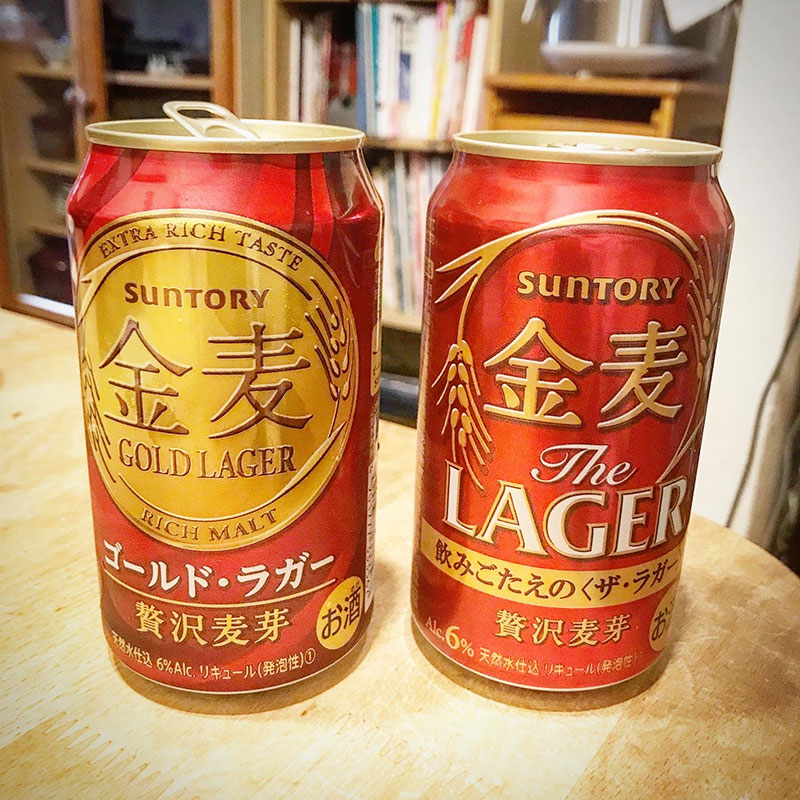 EXTRA RICH TASTE
SUNTORY
金麦
GOLD LAGER
RICH MALT
ゴールド・ラガー
贅沢麦芽
お酒
天然水仕込 6%Alc. リキュール(発泡性)①
SUNTORY
金麦
The
LAGER
飲みごたえの〈ザ・ラガー
贅沢麦芽
お
Alc.6% 天然水仕込 リキュール(発泡性)